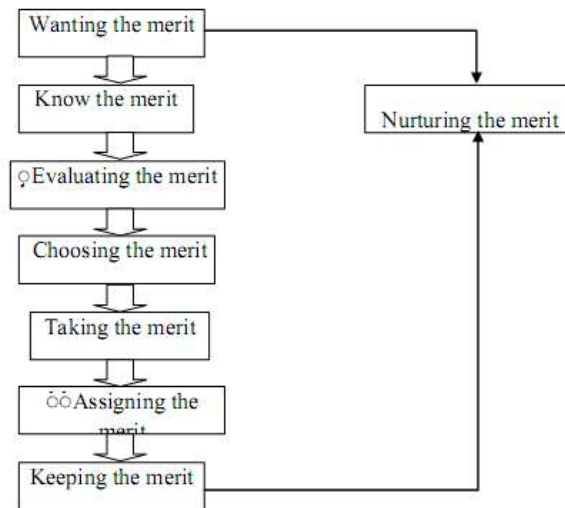 Wanting the merit
Know the merit
Nurturing the merit
Evaluating the merit
Choosing the merit
Taking the merit
Assigning the
merit
Keeping the merit